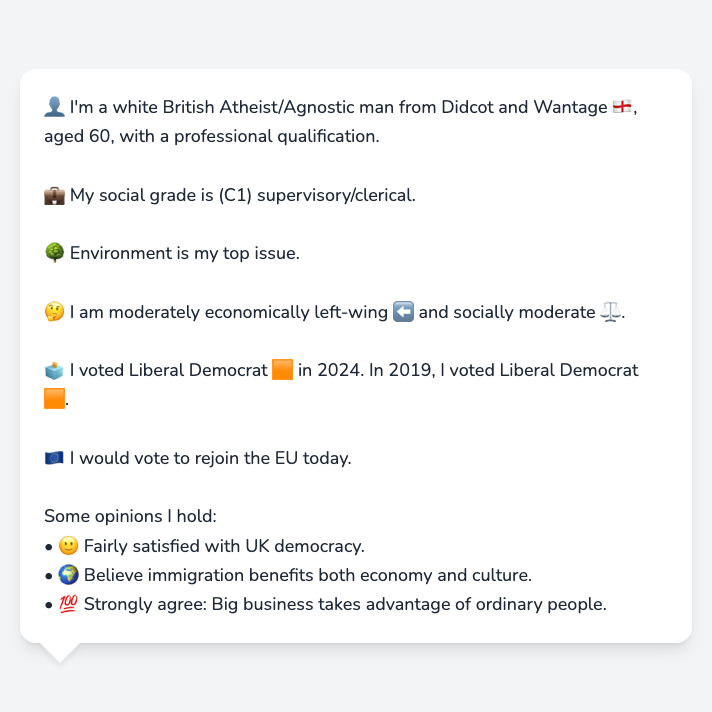 👤 I'm a white British Atheist/Agnostic man from Didcot and Wantage 🏴󠁧󠁢󠁥󠁮󠁧󠁿,
aged 60, with a professional qualification.
💼 My social grade is (C1) supervisory/clerical.
🌳 Environment is my top issue.
🤔 I am moderately economically left-wing ⬅️ and socially moderate ⚖️.
🗳️ I voted Liberal Democrat 🟧 in 2024. In 2019, I voted Liberal Democrat
🟧.
🇪🇺 I would vote to rejoin the EU today.
Some opinions I hold:
• 🙂 Fairly satisfied with UK democracy.
• 🌍 Believe immigration benefits both economy and culture.
• 💯 Strongly agree: Big business takes advantage of ordinary people.